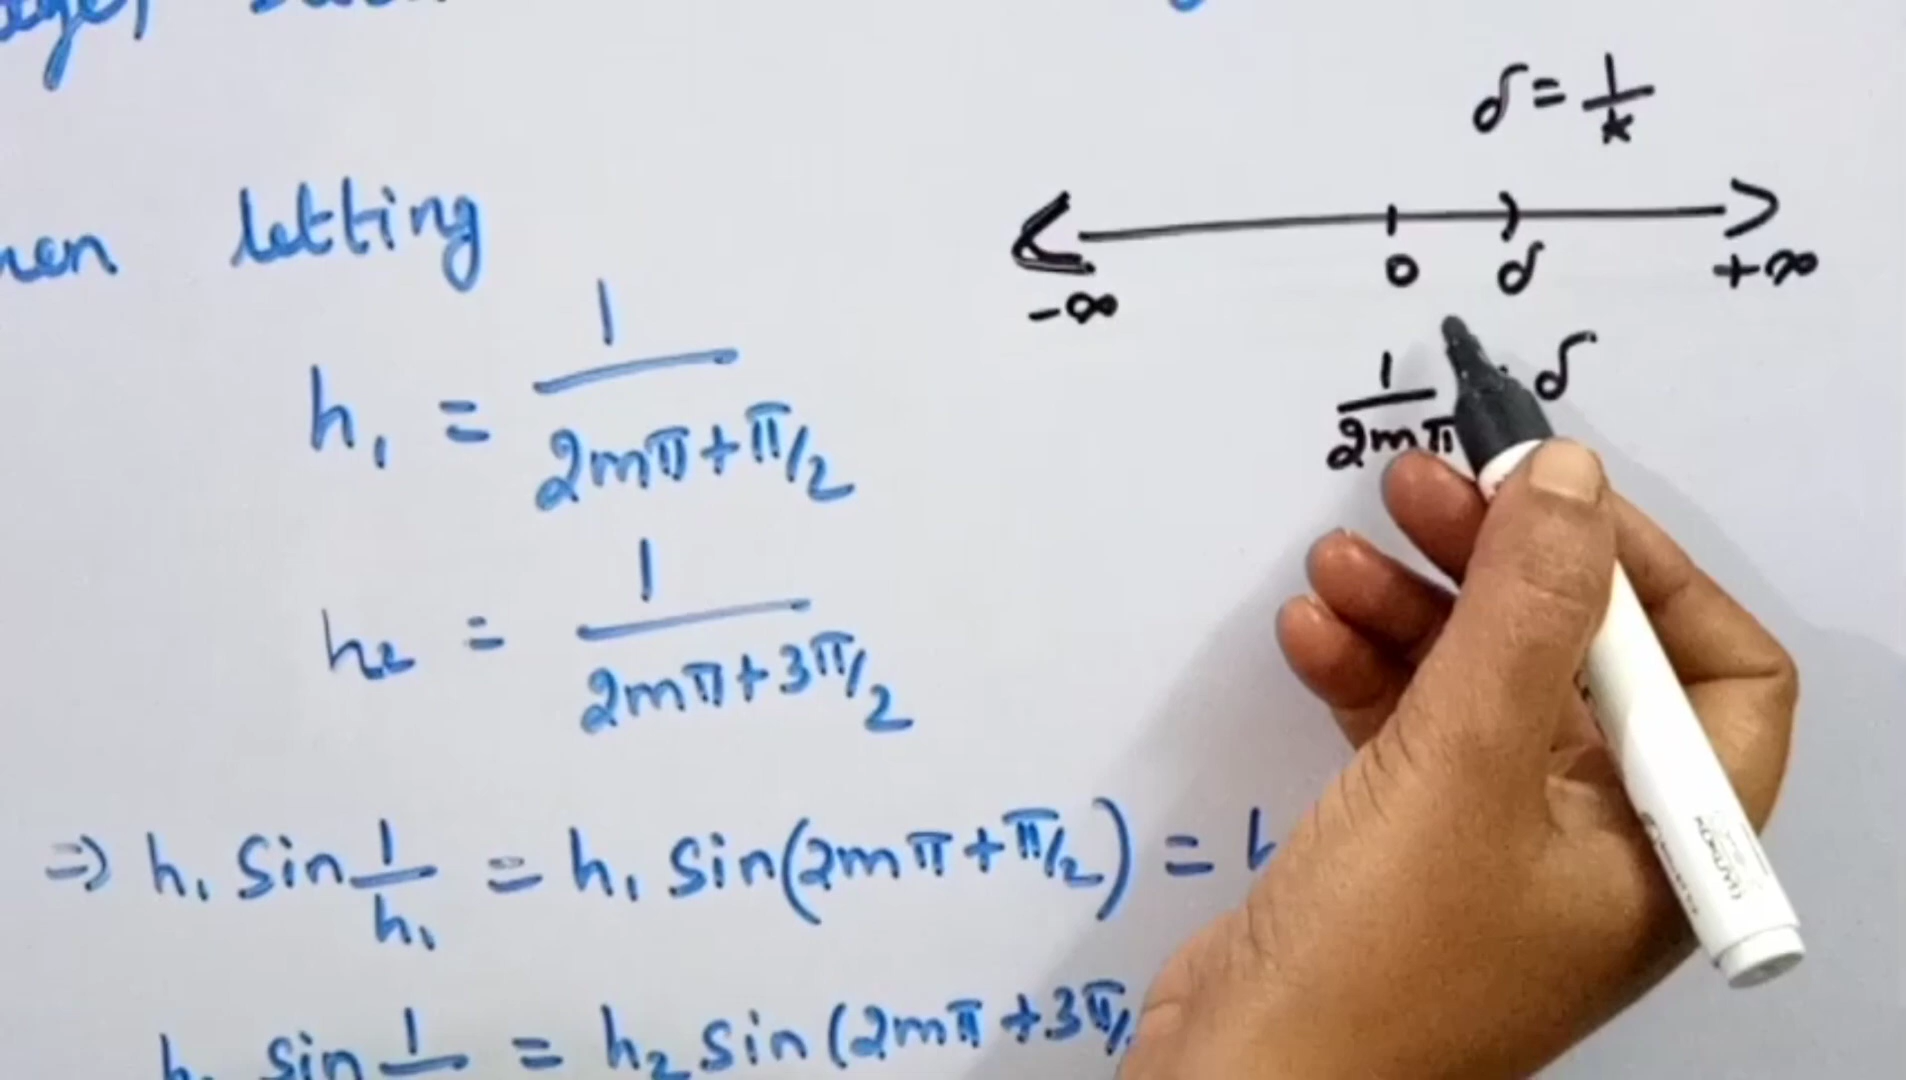 δ = 1/k
letting
-∞ 0 δ +∞
h₁ = 1/(2mπ + π/2)
1/2mπ δ
h₂ = 1/(2mπ + 3π/2)
⇒ h₁ sin 1/h₁ = h₁ sin(2mπ + π/2) =
sin 1 = h₂ sin(2mπ + 3π/